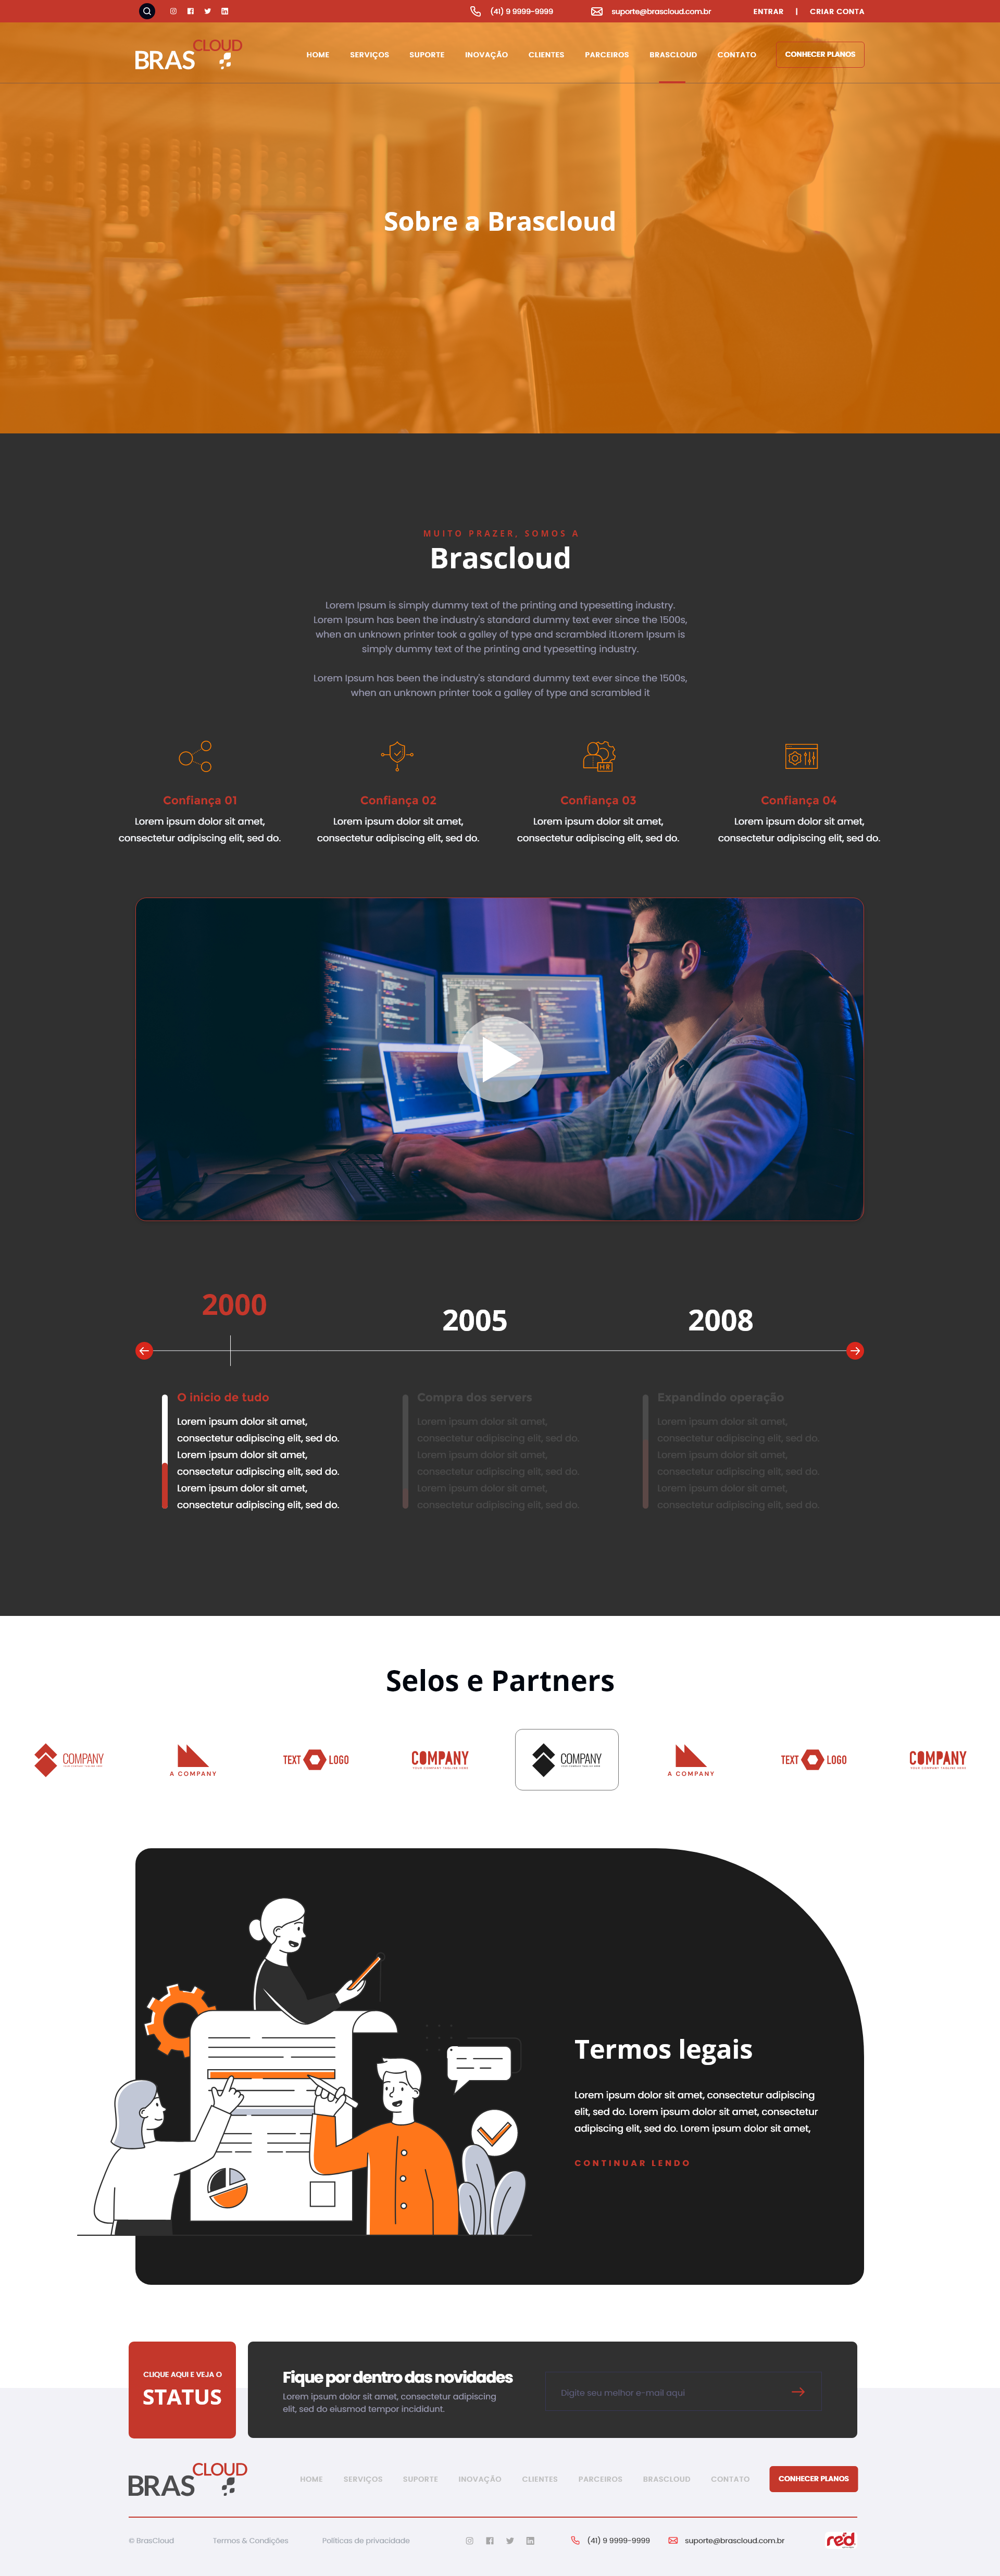 (41) 9 9999-9999
suporte@brascloud.com.br
ENTRAR | CRIAR CONTA
BRAS CLOUD
HOME SERVIÇOS SUPORTE INOVAÇÃO CLIENTES PARCEIROS BRASCLOUD CONTATO CONHECER PLANOS
Sobre a Brascloud
MUITO PRAZER, SOMOS A
Brascloud
Lorem Ipsum is simply dummy text of the printing and typesetting industry.
Lorem Ipsum has been the industry's standard dummy text ever since the 1500s,
when an unknown printer took a galley of type and scrambled itLorem Ipsum is
simply dummy text of the printing and typesetting industry.
Lorem Ipsum has been the industry's standard dummy text ever since the 1500s,
when an unknown printer took a galley of type and scrambled it
HR
Confiança 01
Lorem ipsum dolor sit amet,
consectetur adipiscing elit, sed do.
Confiança 02
Lorem ipsum dolor sit amet,
consectetur adipiscing elit, sed do.
Confiança 03
Lorem ipsum dolor sit amet,
consectetur adipiscing elit, sed do.
Confiança 04
Lorem ipsum dolor sit amet,
consectetur adipiscing elit, sed do.
2000
2005
2008
O inicio de tudo
Lorem ipsum dolor sit amet,
consectetur adipiscing elit, sed do.
Lorem ipsum dolor sit amet,
consectetur adipiscing elit, sed do.
Lorem ipsum dolor sit amet,
consectetur adipiscing elit, sed do.
Compra dos servers
Lorem ipsum dolor sit amet,
consectetur adipiscing elit, sed do.
Lorem ipsum dolor sit amet,
consectetur adipiscing elit, sed do.
Lorem ipsum dolor sit amet,
consectetur adipiscing elit, sed do.
Expandindo operação
Lorem ipsum dolor sit amet,
consectetur adipiscing elit, sed do.
Lorem ipsum dolor sit amet,
consectetur adipiscing elit, sed do.
Lorem ipsum dolor sit amet,
consectetur adipiscing elit, sed do.
Selos e Partners
COMPANY
A COMPANY
TEXT LOGO
COMPANY
YOUR COMPANY TAGLINE HERE
COMPANY
A COMPANY
TEXT LOGO
COMPANY
YOUR COMPANY TAGLINE HERE
Termos legais
Lorem ipsum dolor sit amet, consectetur adipiscing
elit, sed do. Lorem ipsum dolor sit amet, consectetur
adipiscing elit, sed do. Lorem ipsum dolor sit amet,
CONTINUAR LENDO
CLIQUE AQUI E VEJA O
STATUS
Fique por dentro das novidades
Lorem ipsum dolor sit amet, consectetur adipiscing
elit, sed do eiusmod tempor incididunt.
Digite seu melhor e-mail aqui
BRAS CLOUD
HOME SERVIÇOS SUPORTE INOVAÇÃO CLIENTES PARCEIROS BRASCLOUD CONTATO CONHECER PLANOS
© BrasCloud
Termos & Condições
Políticas de privacidade
(41) 9 9999-9999
suporte@brascloud.com.br
red